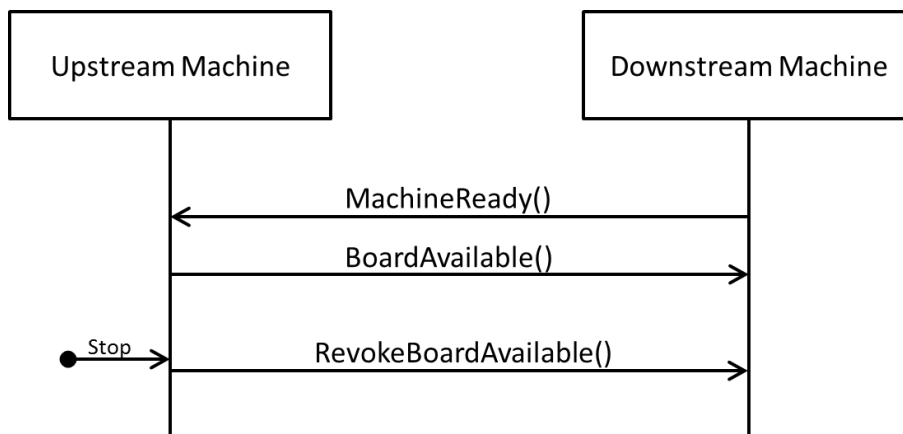 Upstream Machine
Downstream Machine
MachineReady()
BoardAvailable()
Stop
RevokeBoardAvailable()